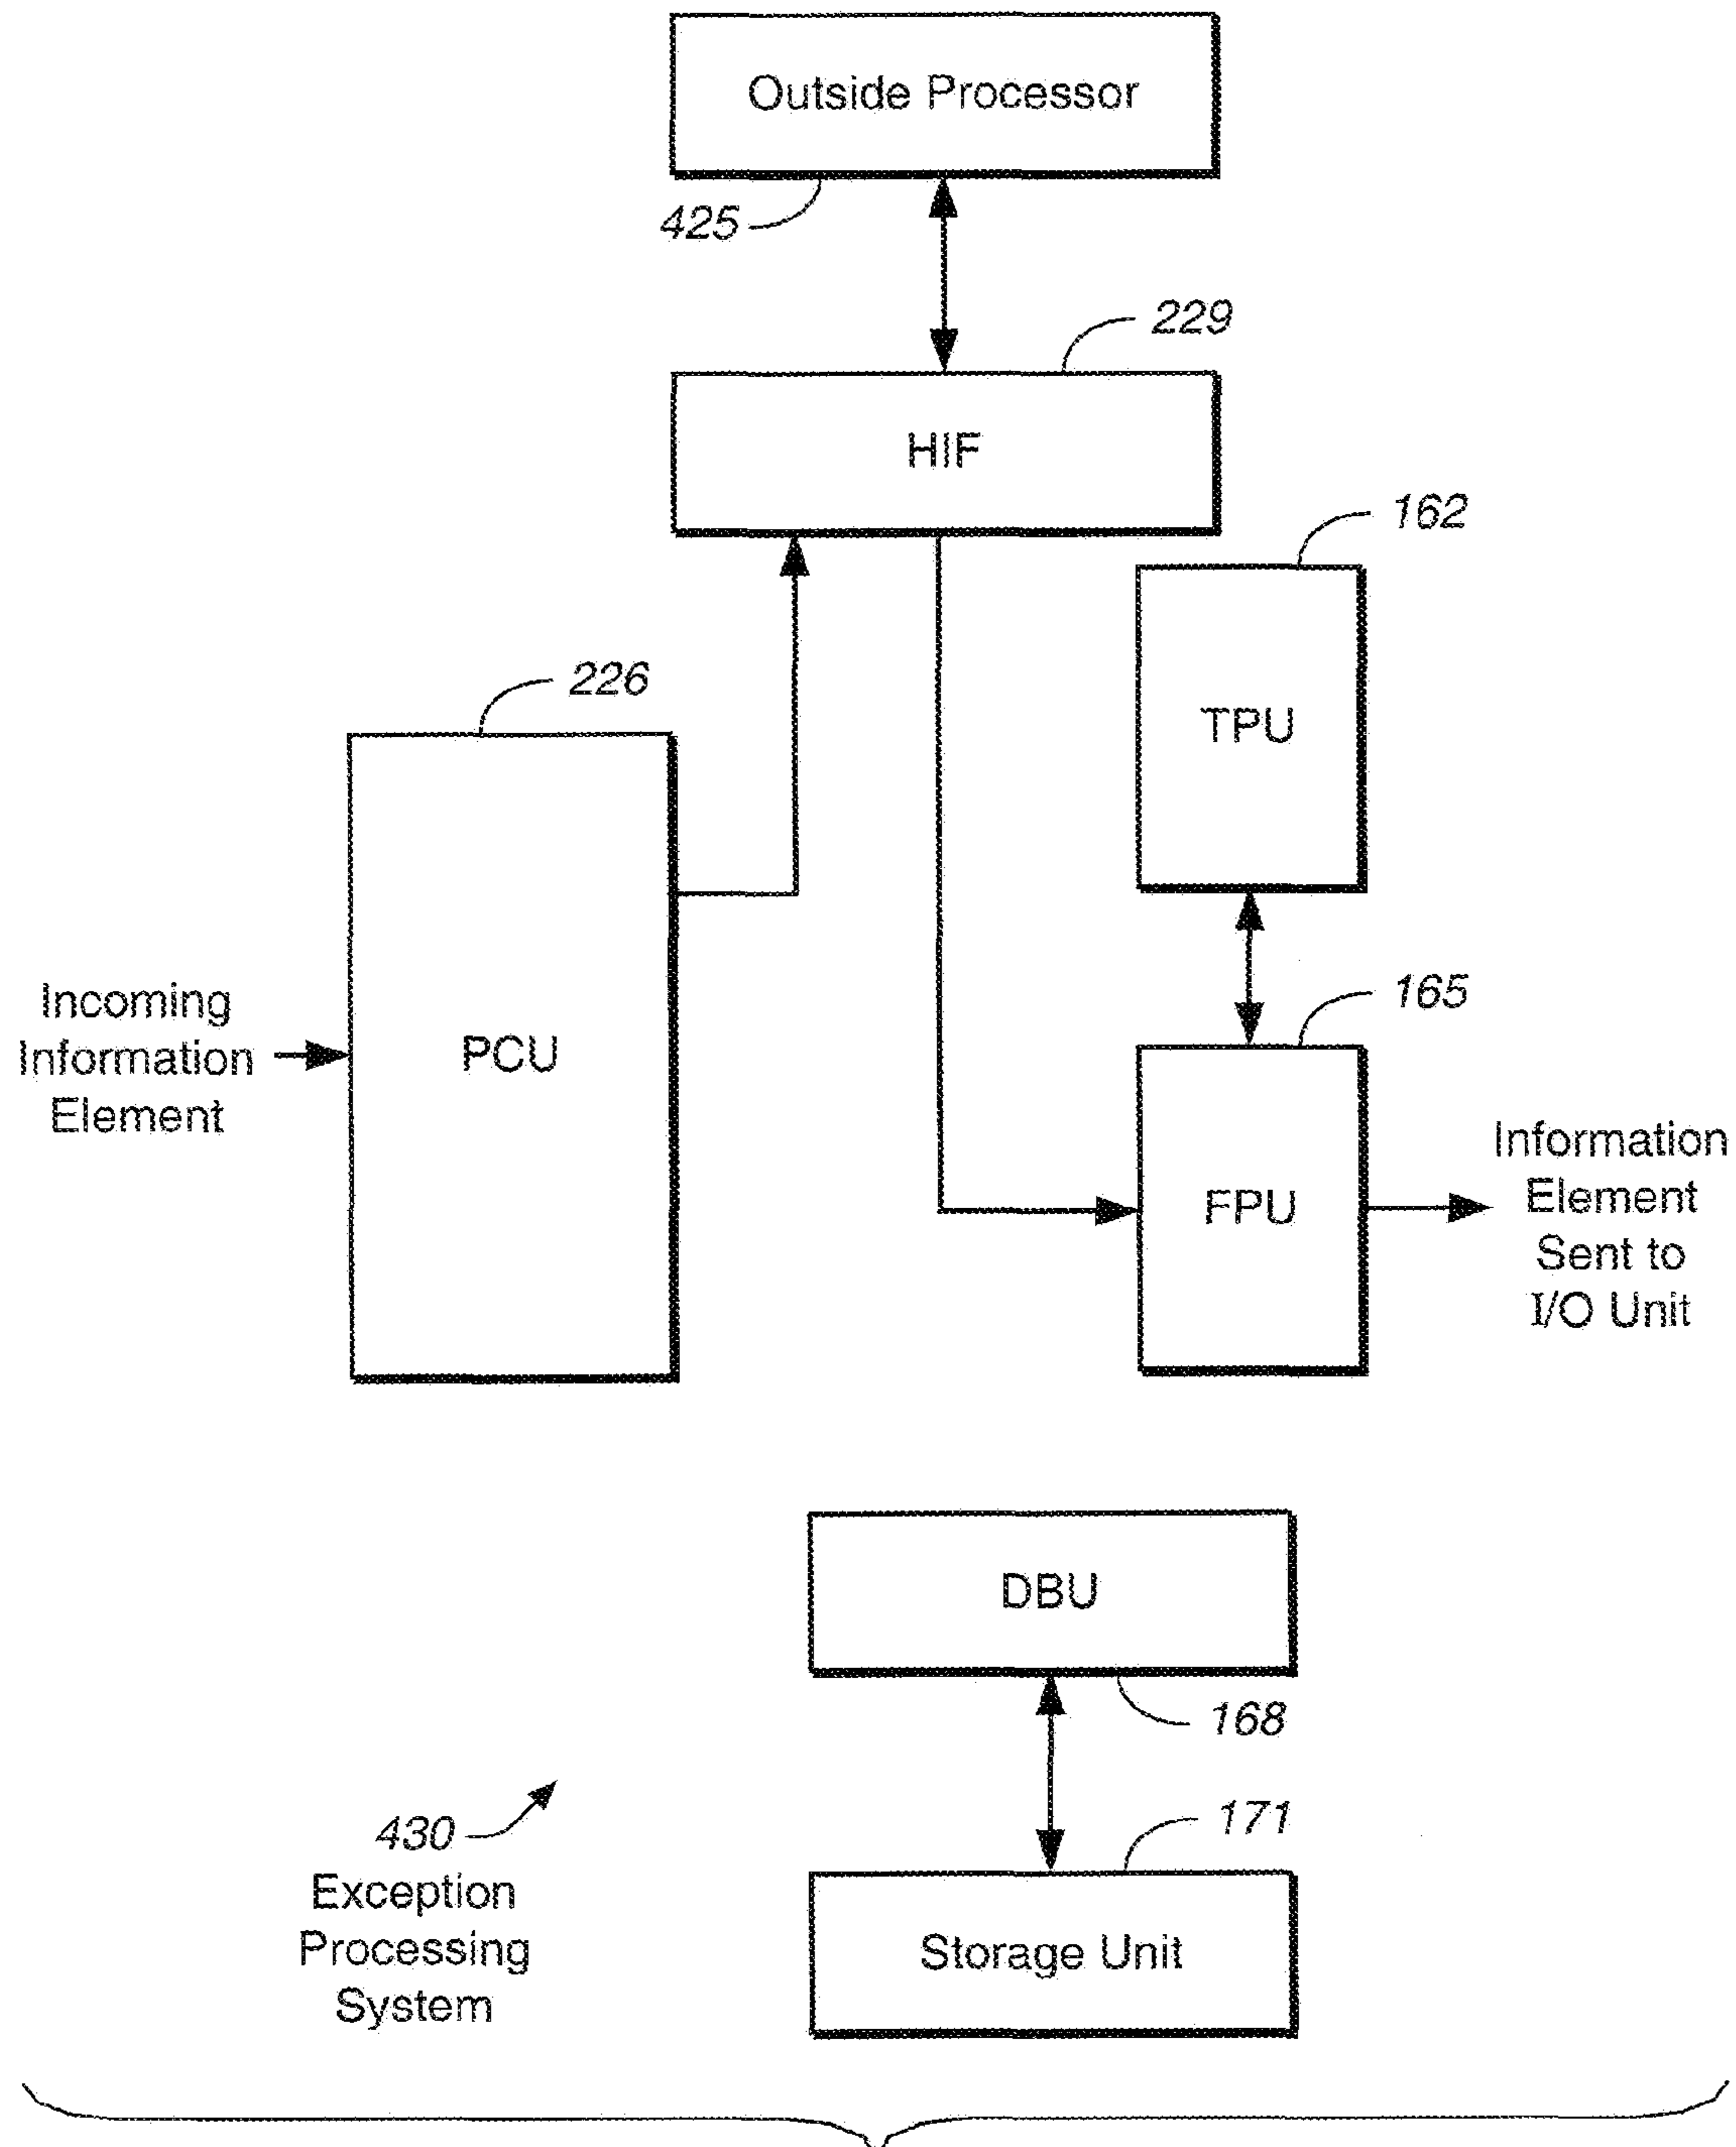 Outside Processor
425
229
HIF
162
TPU
226
165
Incoming
Information
Element
PCU
FPU
Information
Element
Sent to
I/O Unit
DBU
168
171
430
Exception
Processing
System
Storage Unit